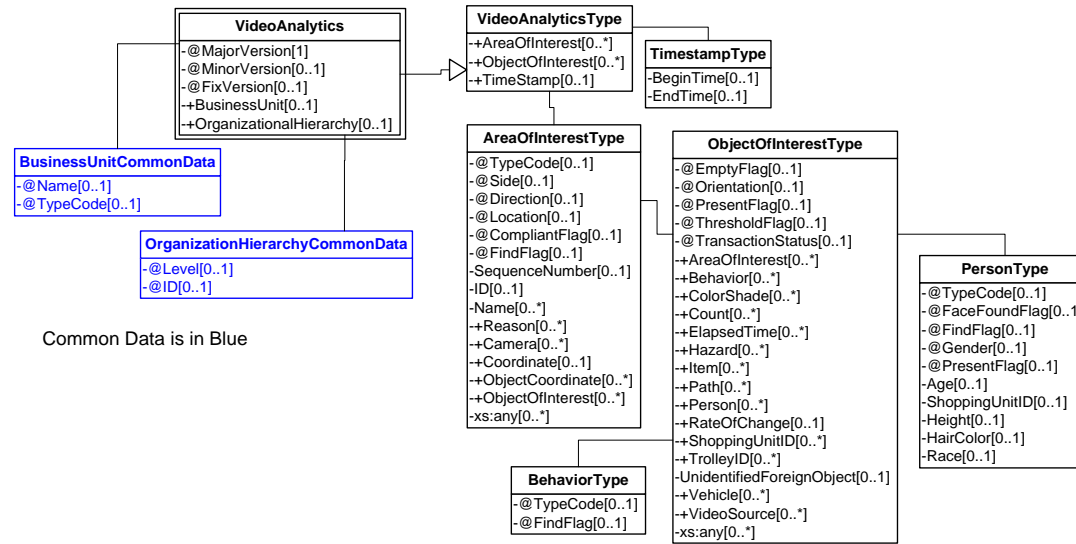 VideoAnalytics
-@MajorVersion[1]
-@MinorVersion[0..1]
-@FixVersion[0..1]
-+BusinessUnit[0..1]
-+OrganizationalHierarchy[0..1]
VideoAnalyticsType
-+AreaOfInterest[0..*]
-+ObjectOfInterest[0..*]
-+TimeStamp[0..1]
TimestampType
-BeginTime[0..1]
-EndTime[0..1]
BusinessUnitCommonData
-@Name[0..1]
-@TypeCode[0..1]
OrganizationHierarchyCommonData
-@Level[0..1]
-@ID[0..1]
Common Data is in Blue
AreaOfInterestType
-@TypeCode[0..1]
-@Side[0..1]
-@Direction[0..1]
-@Location[0..1]
-@CompliantFlag[0..1]
-@FindFlag[0..1]
-SequenceNumber[0..1]
-ID[0..1]
-Name[0..*]
-+Reason[0..*]
-+Camera[0..*]
-+Coordinate[0..1]
-+ObjectCoordinate[0..*]
-+ObjectOfInterest[0..*]
-xs:any[0..*]
ObjectOfInterestType
-@EmptyFlag[0..1]
-@Orientation[0..1]
-@PresentFlag[0..1]
-@ThresholdFlag[0..1]
-@TransactionStatus[0..1]
-+AreaOfInterest[0..*]
-+Behavior[0..*]
-+ColorShade[0..*]
-+Count[0..*]
-+ElapsedTime[0..*]
-+Hazard[0..*]
-+Item[0..*]
-+Path[0..*]
-+Person[0..*]
-+RateOfChange[0..1]
-+ShoppingUnitID[0..*]
-+TrolleyID[0..*]
-UnidentifiedForeignObject[0..1]
-+Vehicle[0..*]
-+VideoSource[0..*]
-xs:any[0..*]
PersonType
-@TypeCode[0..1]
-@FaceFoundFlag[0..1
-@FindFlag[0..1]
-@Gender[0..1]
-@PresentFlag[0..1]
-Age[0..1]
-ShoppingUnitID[0..1]
-Height[0..1]
-HairColor[0..1]
-Race[0..1]
BehaviorType
-@TypeCode[0..1]
-@FindFlag[0..1]